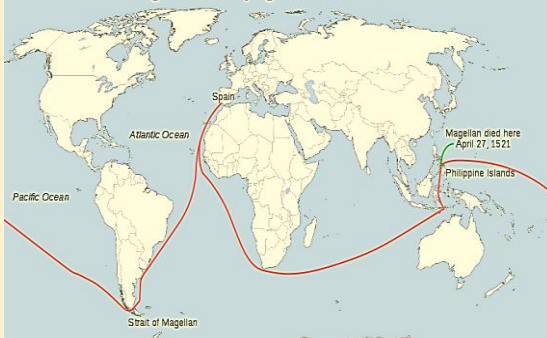 Spain
Atlantic Ocean
Magellan died here
April 27, 1521
Philippine Islands
Pacific Ocean
Strait of Magellan